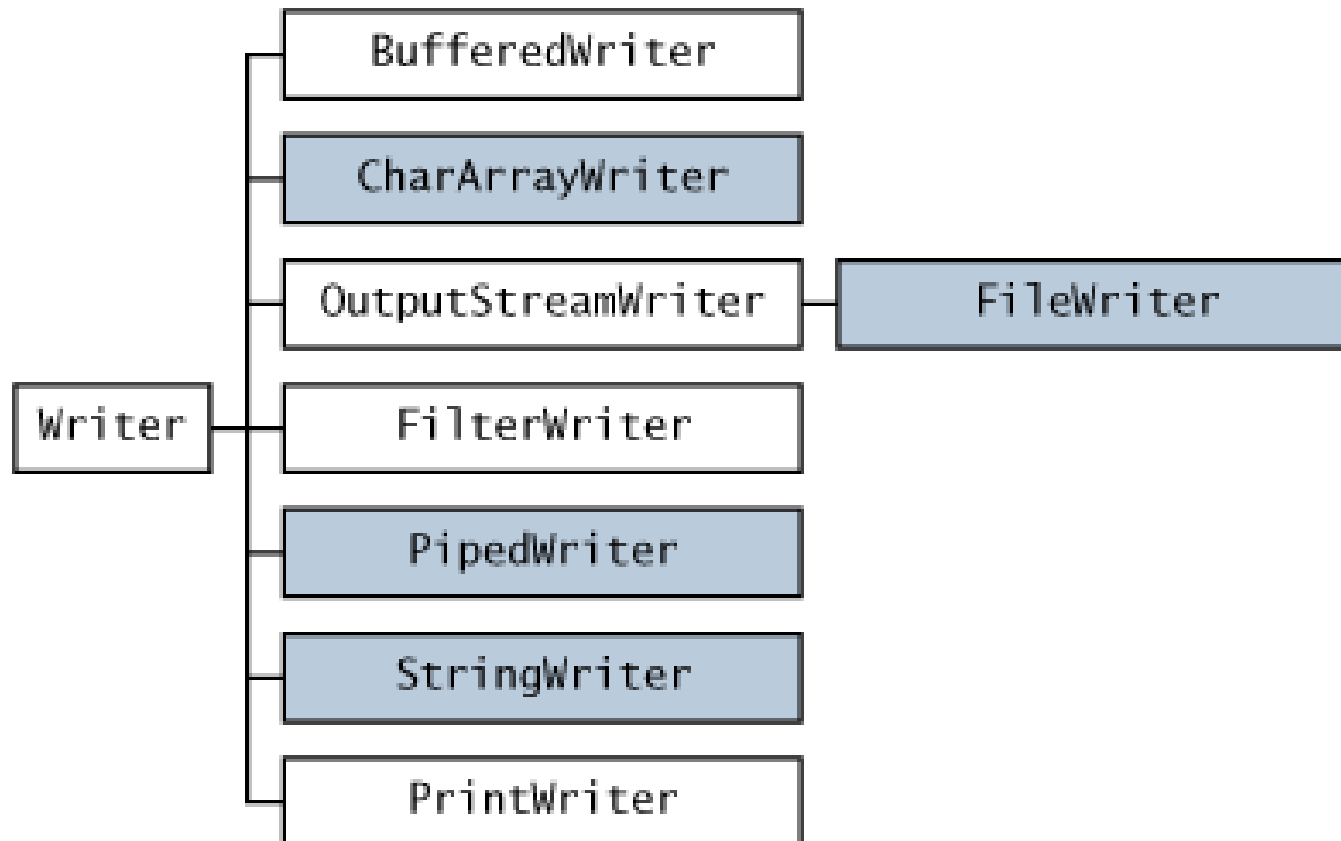 BufferedWriter
CharArrayWriter
OutputStreamWriter
FileWriter
Writer
FilterWriter
PipedWriter
StringWriter
PrintWriter